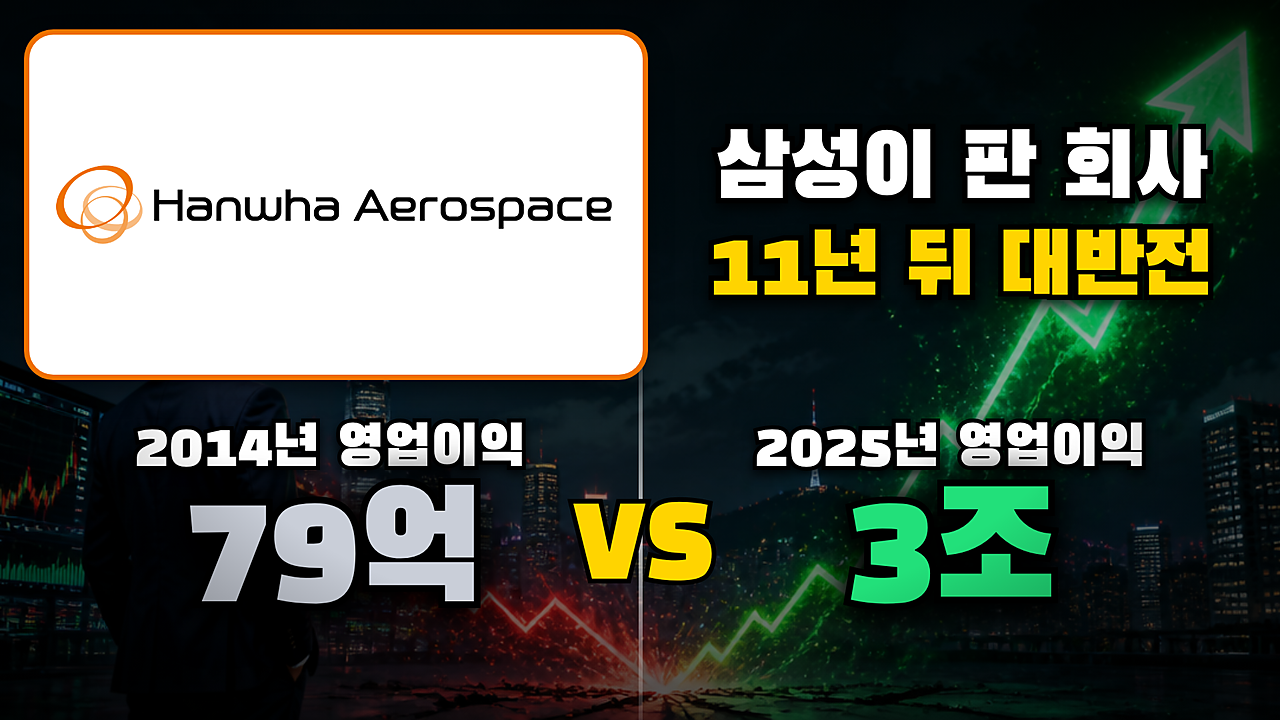 Hanwha Aerospace
삼성이 판 회사
11년 뒤 대반전
2014년 영업이익
79억
VS
2025년 영업이익
3조